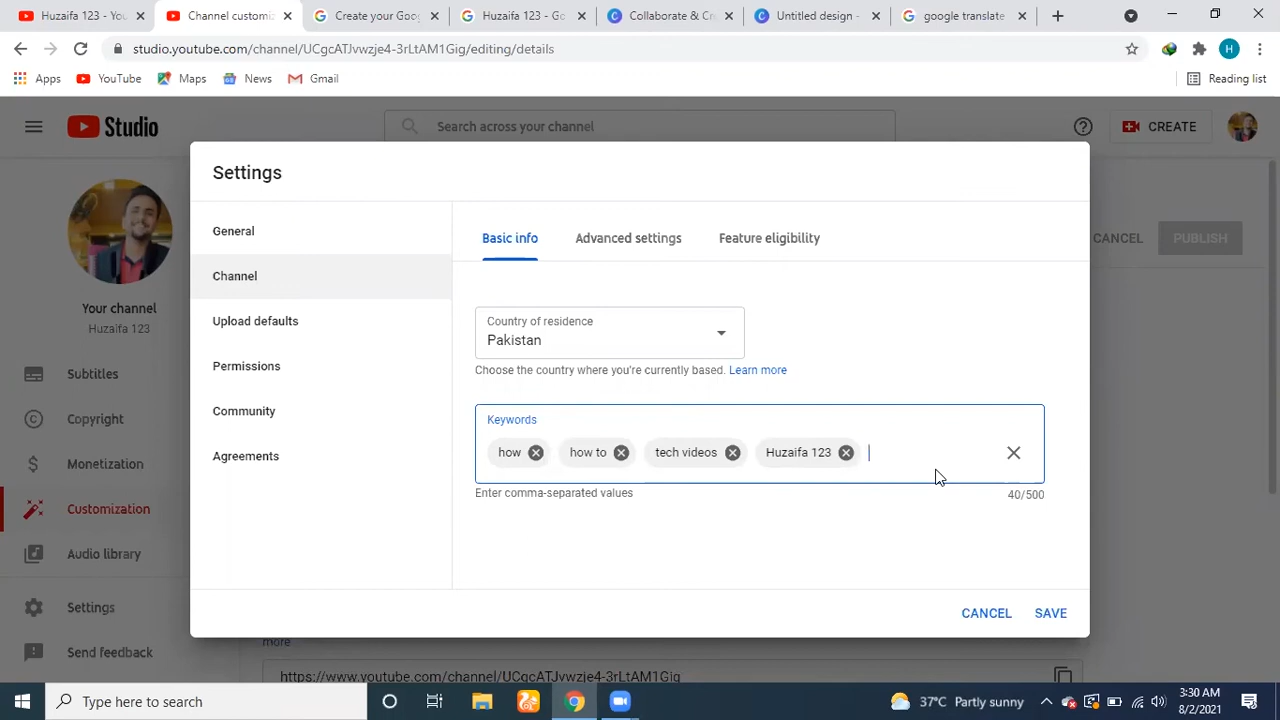 Huzaifa 123 - You
Channel customiz
Create your Goog
Huzaifa 123 - Go
Collaborate & Cr
Untitled design -
google translate
studio.youtube.com/channel/UCgcATJvwzje4-3rLtAM1Gig/editing/details
H
Apps
YouTube
Maps
News
Gmail
Reading list
Studio
Search across your channel
CREATE
Your channel
Huzaifa 123
Subtitles
Copyright
Monetization
Customization
Audio library
Settings
Send feedback
CANCEL
PUBLISH
Settings
General
Channel
Upload defaults
Permissions
Community
Agreements
Basic info
Advanced settings
Feature eligibility
Country of residence
Pakistan
Choose the country where you're currently based. Learn more
Keywords
how
how to
tech videos
Huzaifa 123
Enter comma-separated values
40/500
CANCEL
SAVE
more
https://www.youtube.com/channel/UCgcATJvwzje4-3rLtAM1Gig
Type here to search
37°C Partly sunny
3:30 AM
8/2/2021